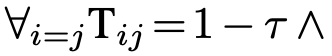 ∀_{i=j} T_{ij} = 1 − τ ∧